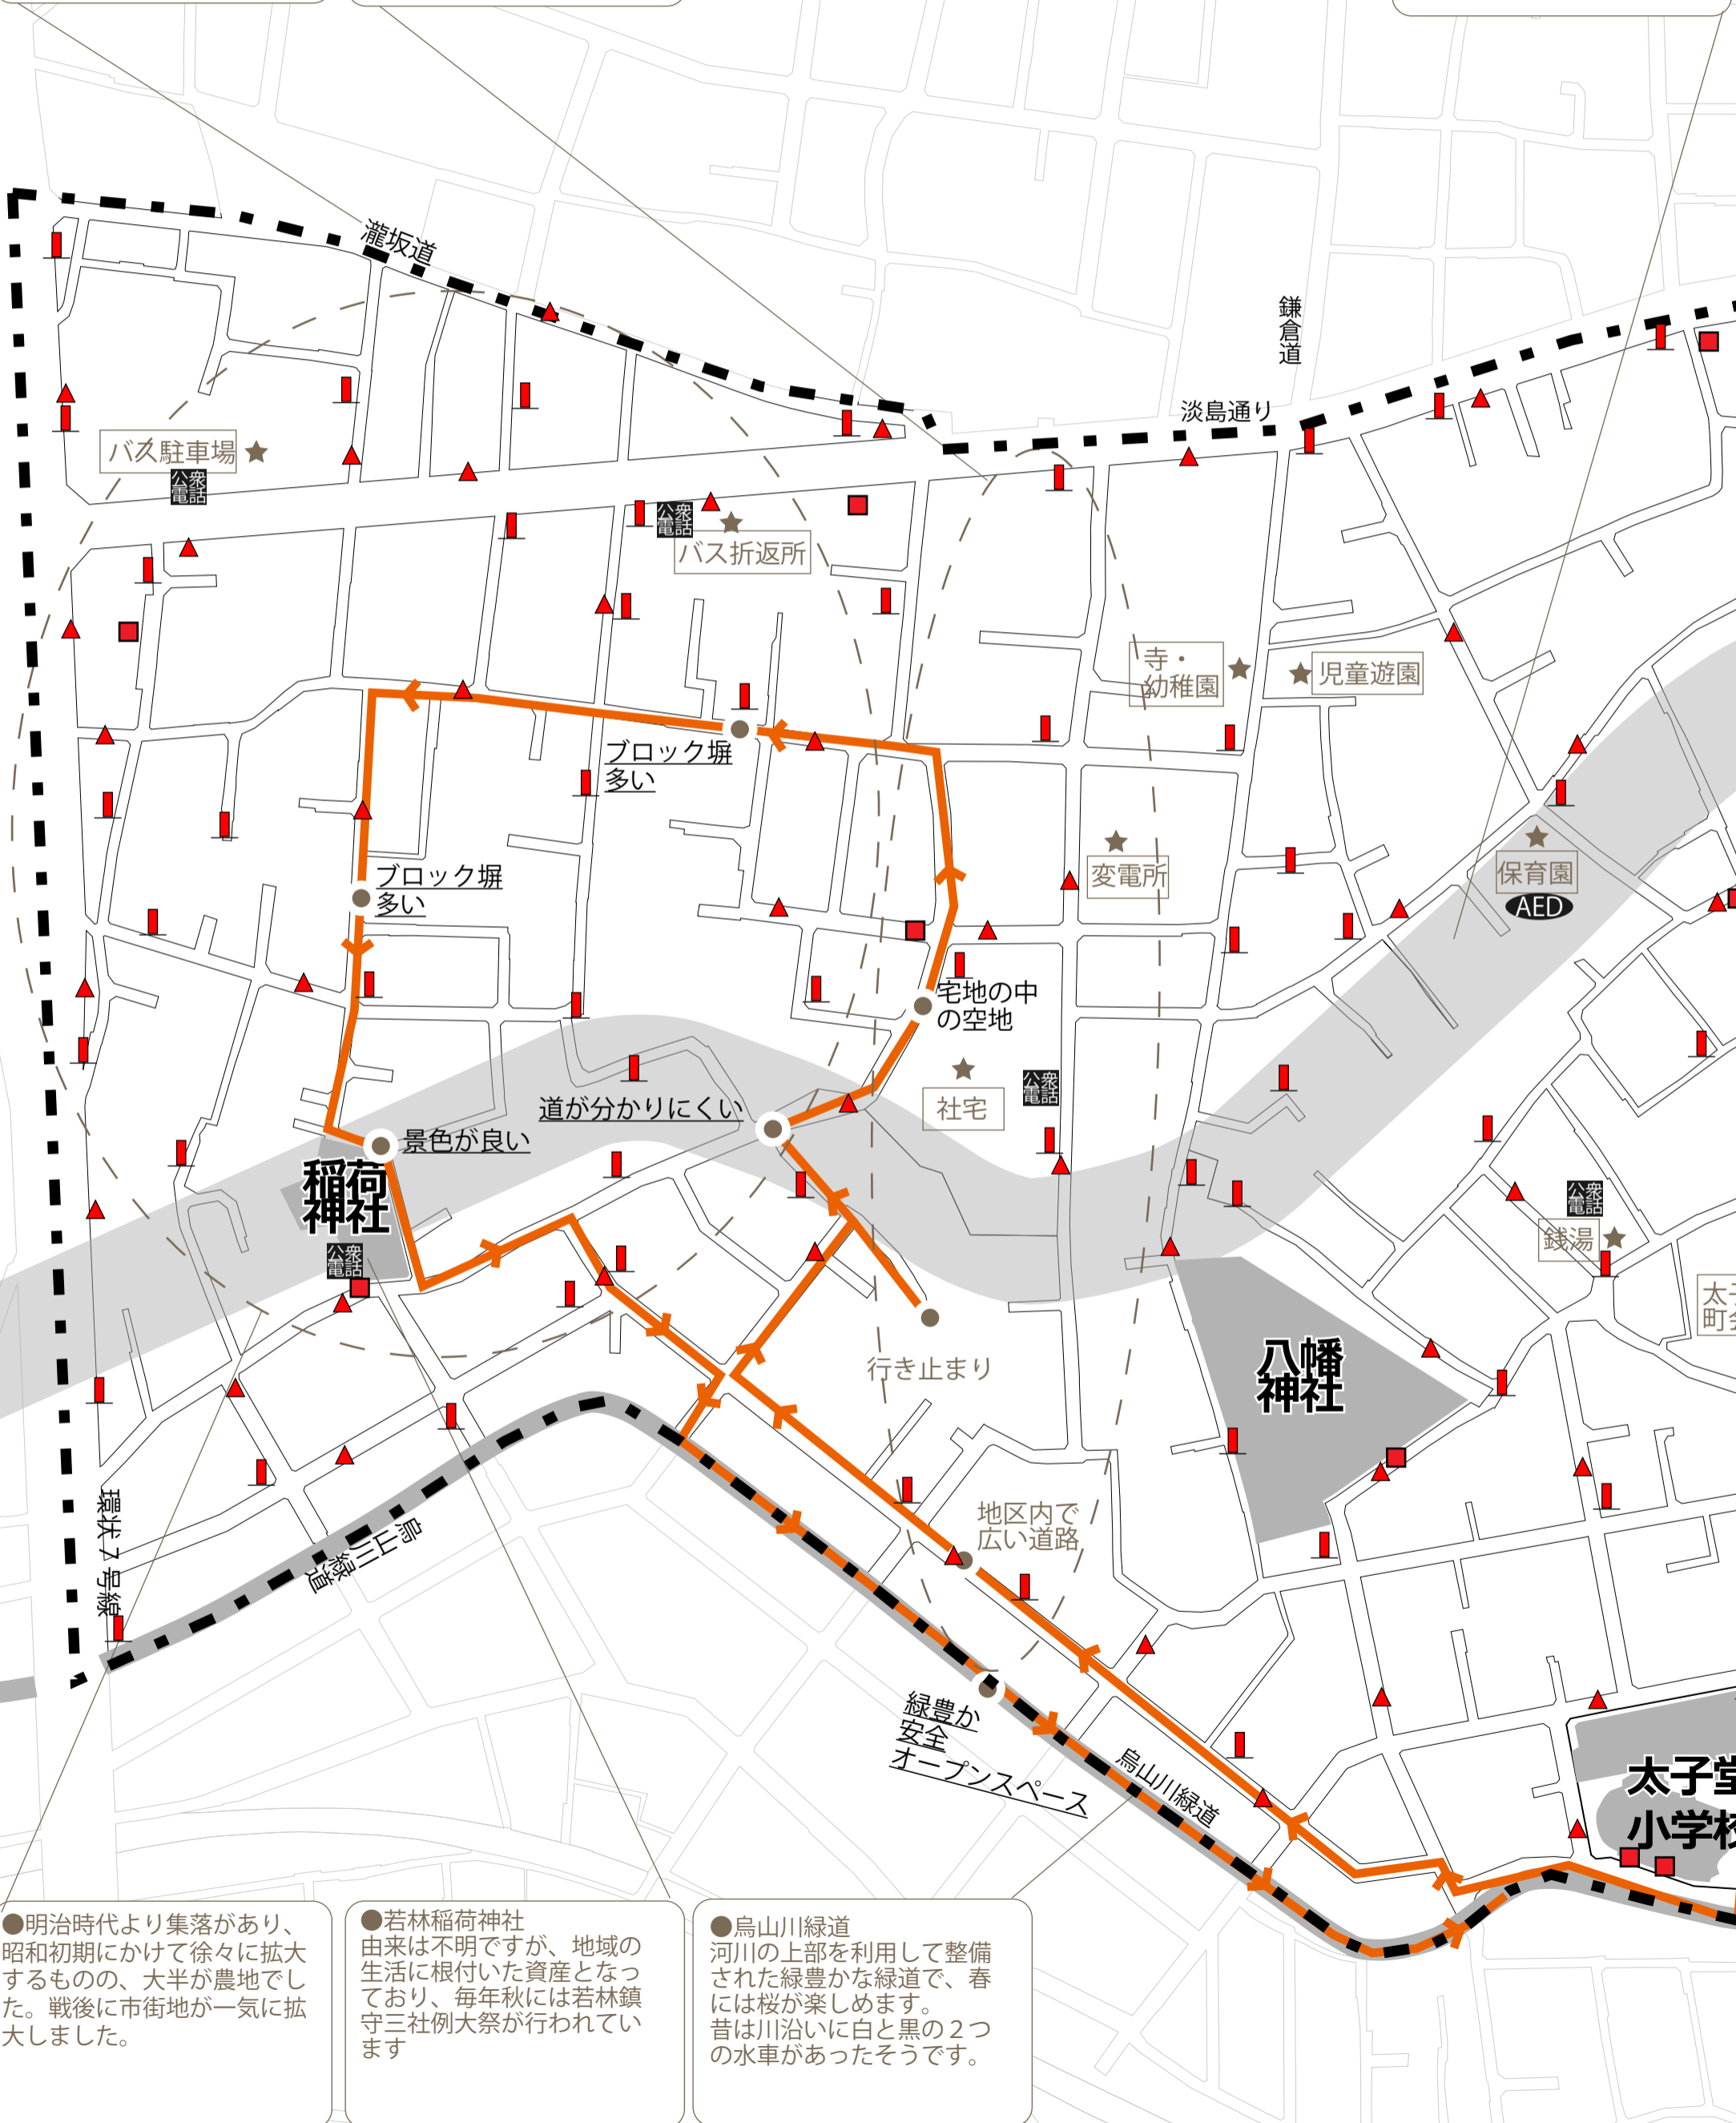 瀧坂道
鎌倉道
淡島通り
バス駐車場
公衆
電話
公衆
電話
バス折返所
寺・
幼稚園
児童遊園
ブロック塀
多い
変電所
保育園
AED
ブロック塀
多い
宅地の中
の空地
社宅
公衆
電話
道が分かりにくい
景色が良い
稲荷
神社
公衆
電話
公衆
電話
銭湯
太子
町会
八幡
神社
行き止まり
地区内で
広い道路
環状7号線
烏山川緑道
緑豊か
安全
オープンスペース
烏山川緑道
太子堂
小学校
●明治時代より集落があり、
昭和初期にかけて徐々に拡大
するものの、大半が農地でし
た。戦後に市街地が一気に拡
大しました。
●若林稲荷神社
由来は不明ですが、地域の
生活に根付いた資産となっ
ており、毎年秋には若林鎮
守三社例大祭が行われてい
ます
●烏山川緑道
河川の上部を利用して整備
された緑豊かな緑道で、春
には桜が楽しめます。
昔は川沿いに白と黒の２つ
の水車があったそうです。